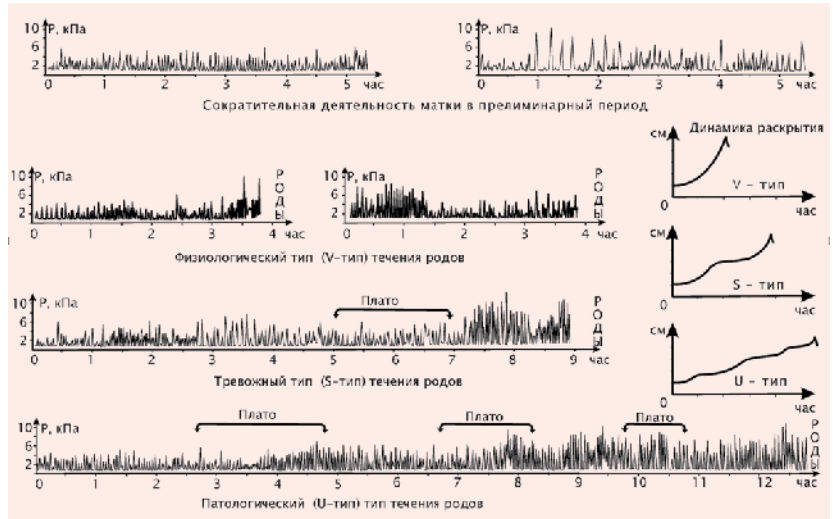 10 P, кПа 10 P, кПа
6 6
2 2
0 1 2 3 4 5 час 0 1 2 3 4 5 час
Сократительная деятельность матки в прелиминарный период
см Динамика раскрытия
V – тип
0 час
10 P, кПа РОДЫ 10 P, кПа РОДЫ
6 6
2 2
0 1 2 3 4 час 0 1 2 3 4 час
Физиологический тип (V–тип) течения родов
см
S – тип
0 час
10 P, кПа Плато РОДЫ
6
2
0 1 2 3 4 5 6 7 8 9 час
Тревожный тип (S–тип) течения родов
см
U – тип
0 час
Плато Плато Плато
10 P, кПа РОДЫ
6
2
0 1 2 3 4 5 6 7 8 9 10 11 12 час
Патологический (U–тип) тип течения родов